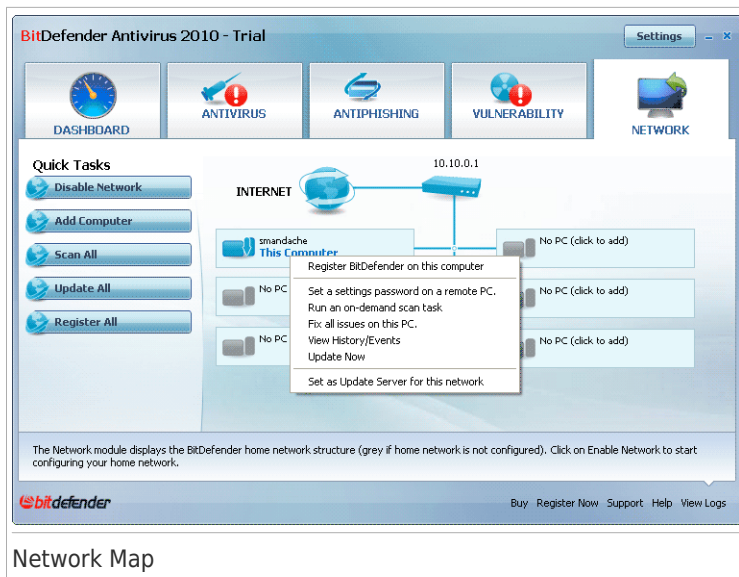 BitDefender Antivirus 2010 - Trial
Settings
DASHBOARD
ANTIVIRUS
ANTIPHISHING
VULNERABILITY
NETWORK
Quick Tasks
Disable Network
Add Computer
Scan All
Update All
Register All
INTERNET
10.10.0.1
smandache
This Computer
No PC (click to add)
No PC
No PC (click to add)
No PC
No PC (click to add)
Register BitDefender on this computer
Set a settings password on a remote PC.
Run an on-demand scan task
Fix all issues on this PC.
View History/Events
Update Now
Set as Update Server for this network
The Network module displays the BitDefender home network structure (grey if home network is not configured). Click on Enable Network to start
configuring your home network.
bitdefender
Buy Register Now Support Help View Logs
Network Map